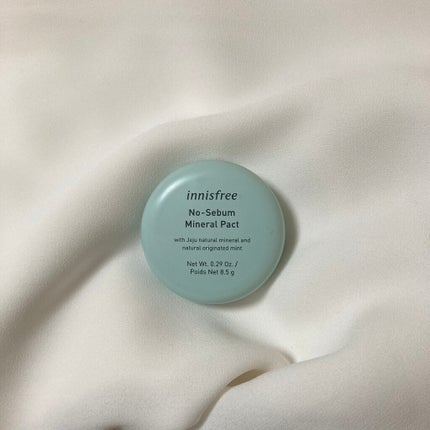 innisfree
No-Sebum
Mineral Pact
with Jeju natural mineral and
natural originated mint
Net Wt. 0.29 Oz. /
Poids Net 8.5 g